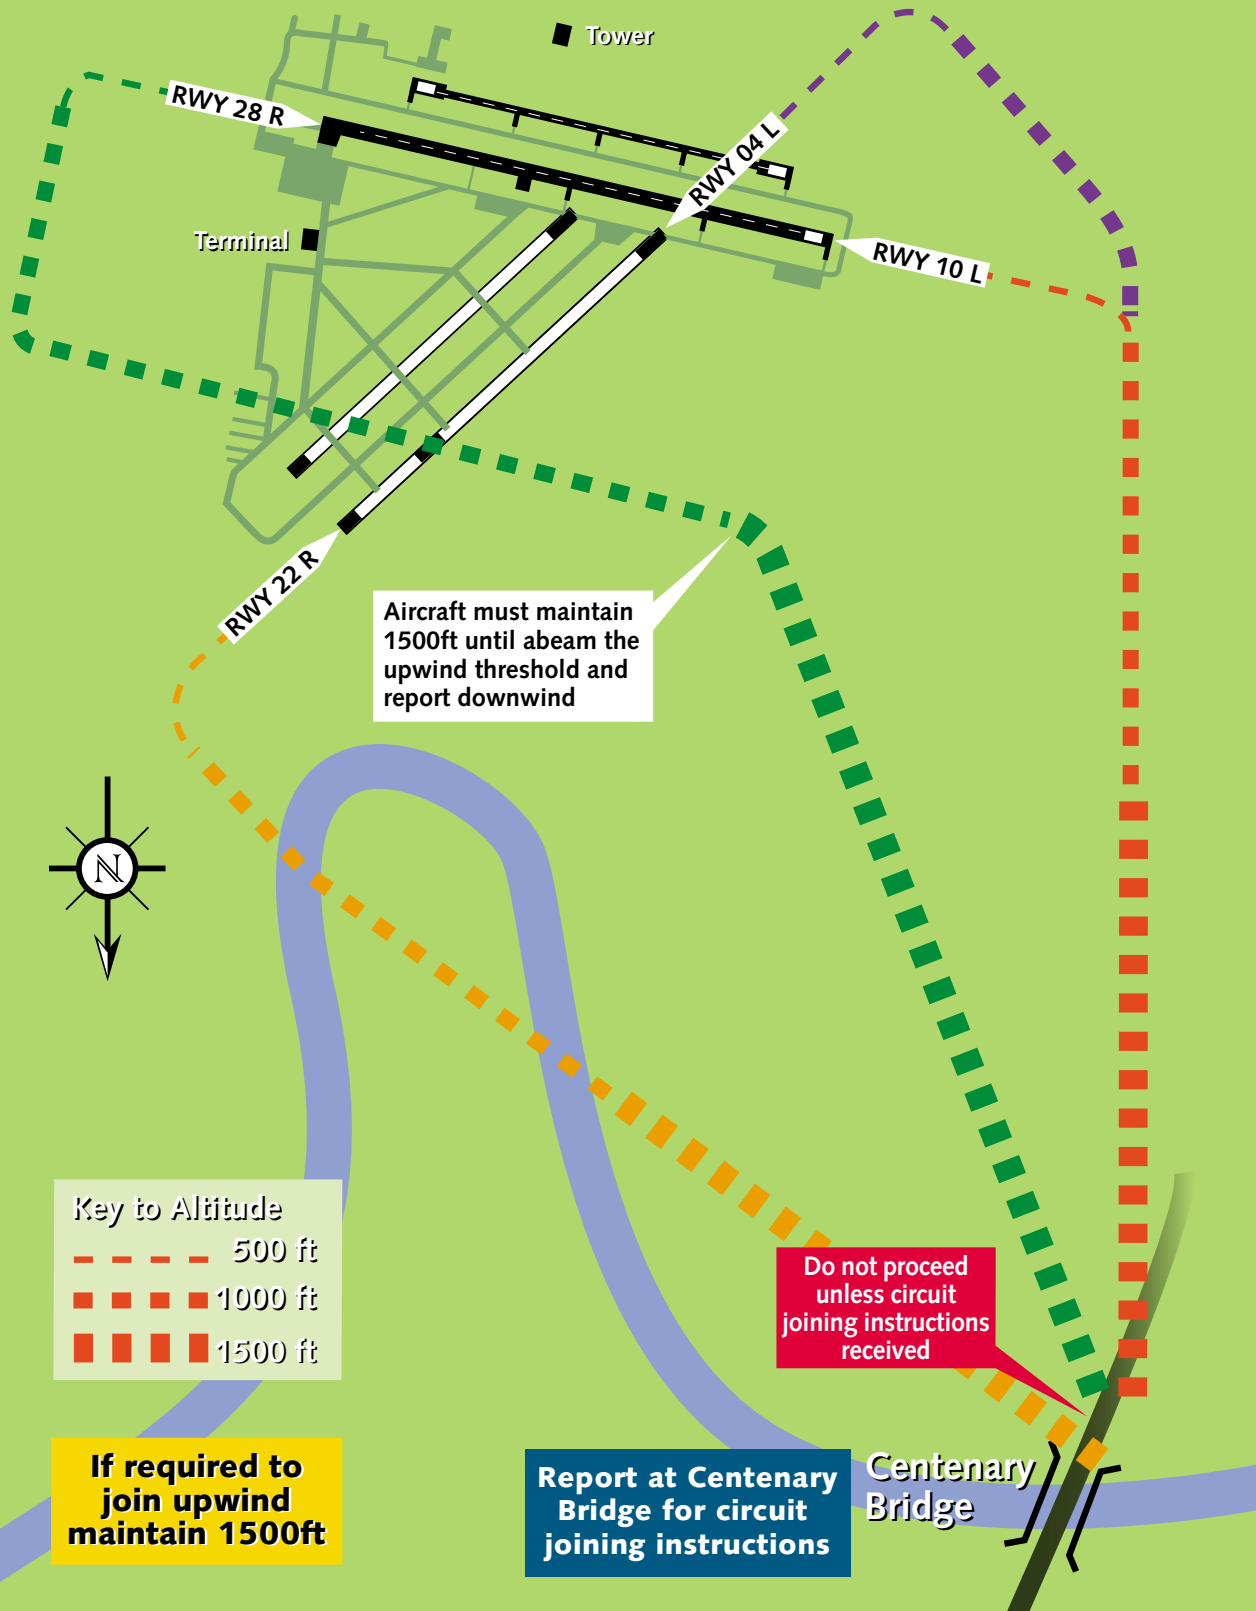 Tower
RWY 28 R
RWY 04 L
Terminal
RWY 10 L
RWY 22 R
Aircraft must maintain
1500ft until abeam the
upwind threshold and
report downwind
N
Key to Altitude
500 ft
1000 ft
1500 ft
Do not proceed
unless circuit
joining instructions
received
If required to
join upwind
maintain 1500ft
Report at Centenary
Bridge for circuit
joining instructions
Centenary
Bridge